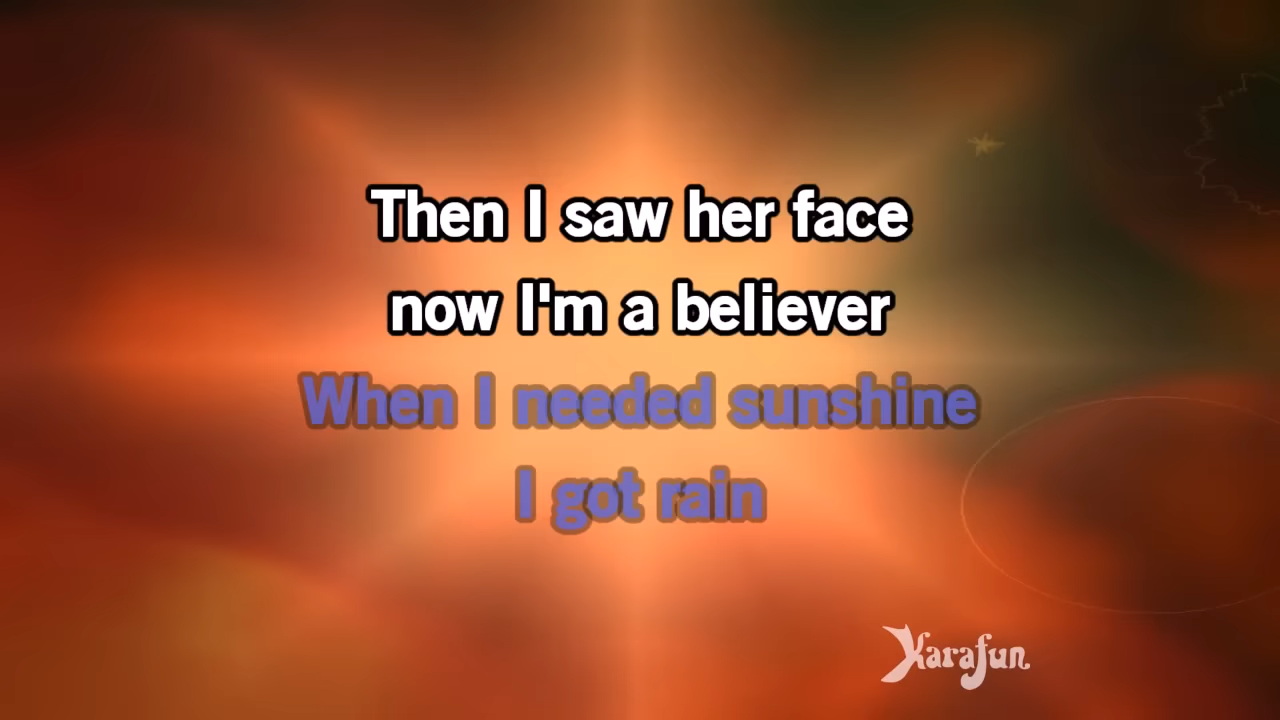 Then I saw her face
now I'm a believer
When I needed sunshine
I got rain
Karafun